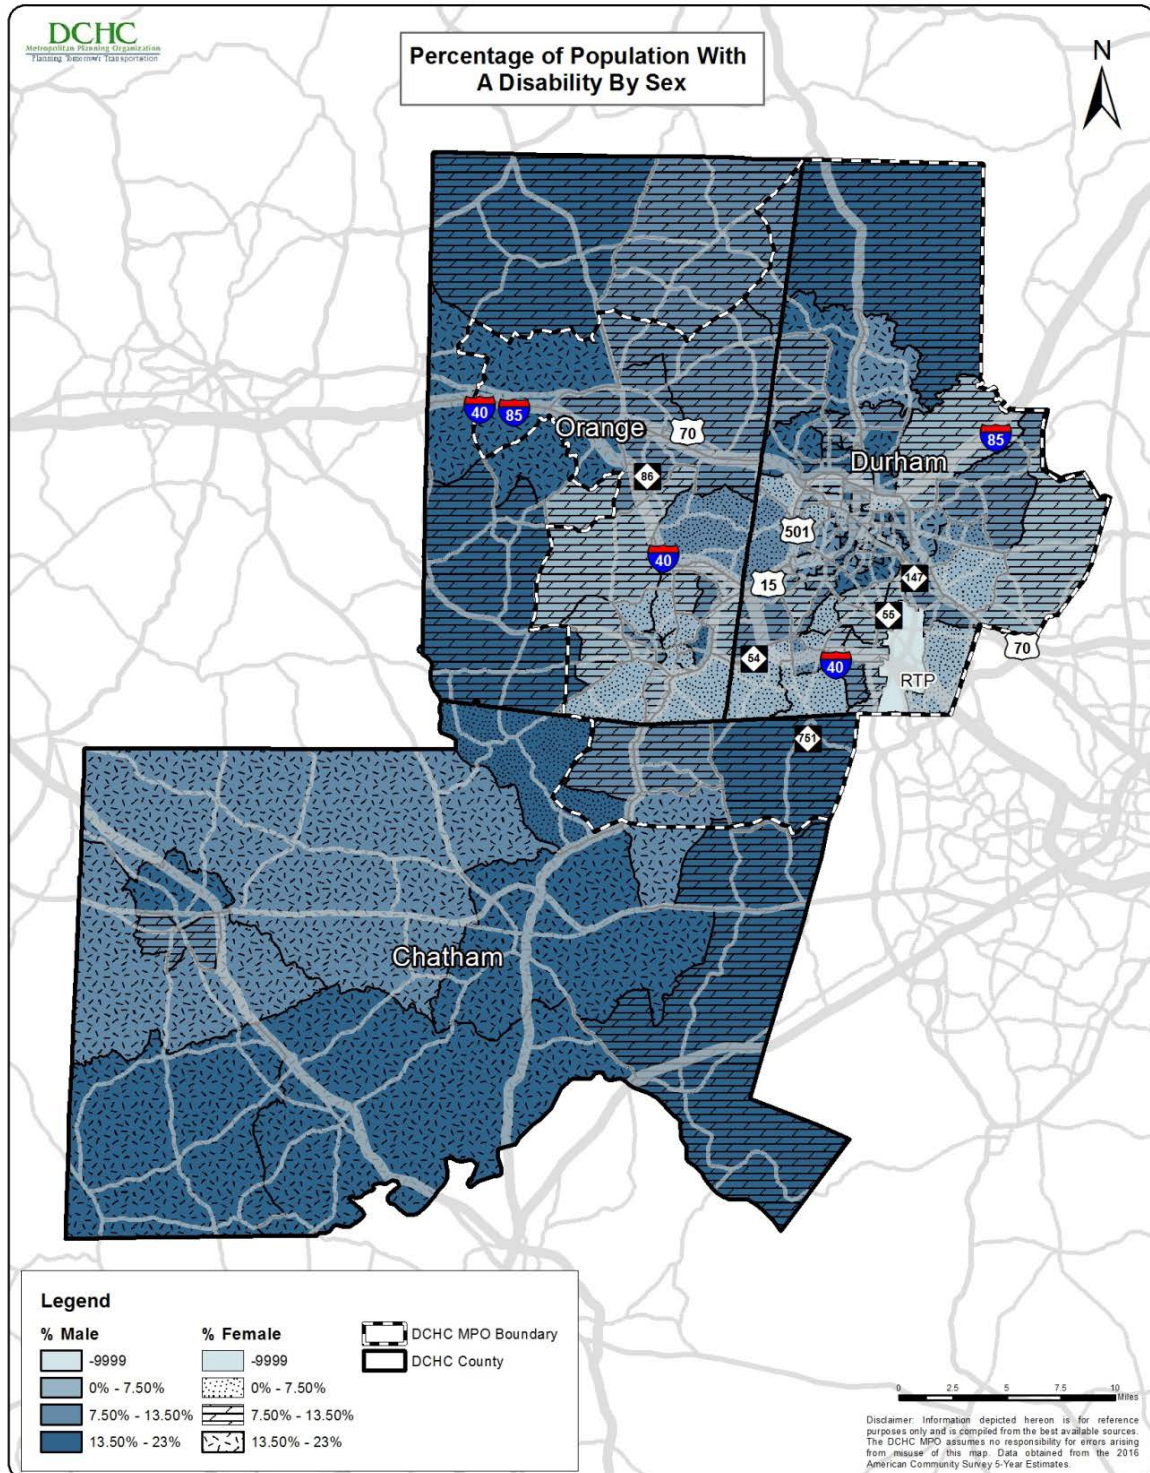 DCHC
Metropolitan Planning Organization
Planning Tomorrow's Transportation
Percentage of Population With
A Disability By Sex
N
40
85
Orange
70
86
85
Durham
501
40
15
147
55
54
40
70
RTP
751
Chatham
Legend
% Male
-9999
0% - 7.50%
7.50% - 13.50%
13.50% - 23%
% Female
-9999
0% - 7.50%
7.50% - 13.50%
13.50% - 23%
DCHC MPO Boundary
DCHC County
0 2.5 5 7.5 10
Miles
Disclaimer: Information depicted hereon is for reference
purposes only and is compiled from the best available sources.
The DCHC MPO assumes no responsibility for errors arising
from misuse of this map. Data obtained from the 2016
American Community Survey 5-Year Estimates.